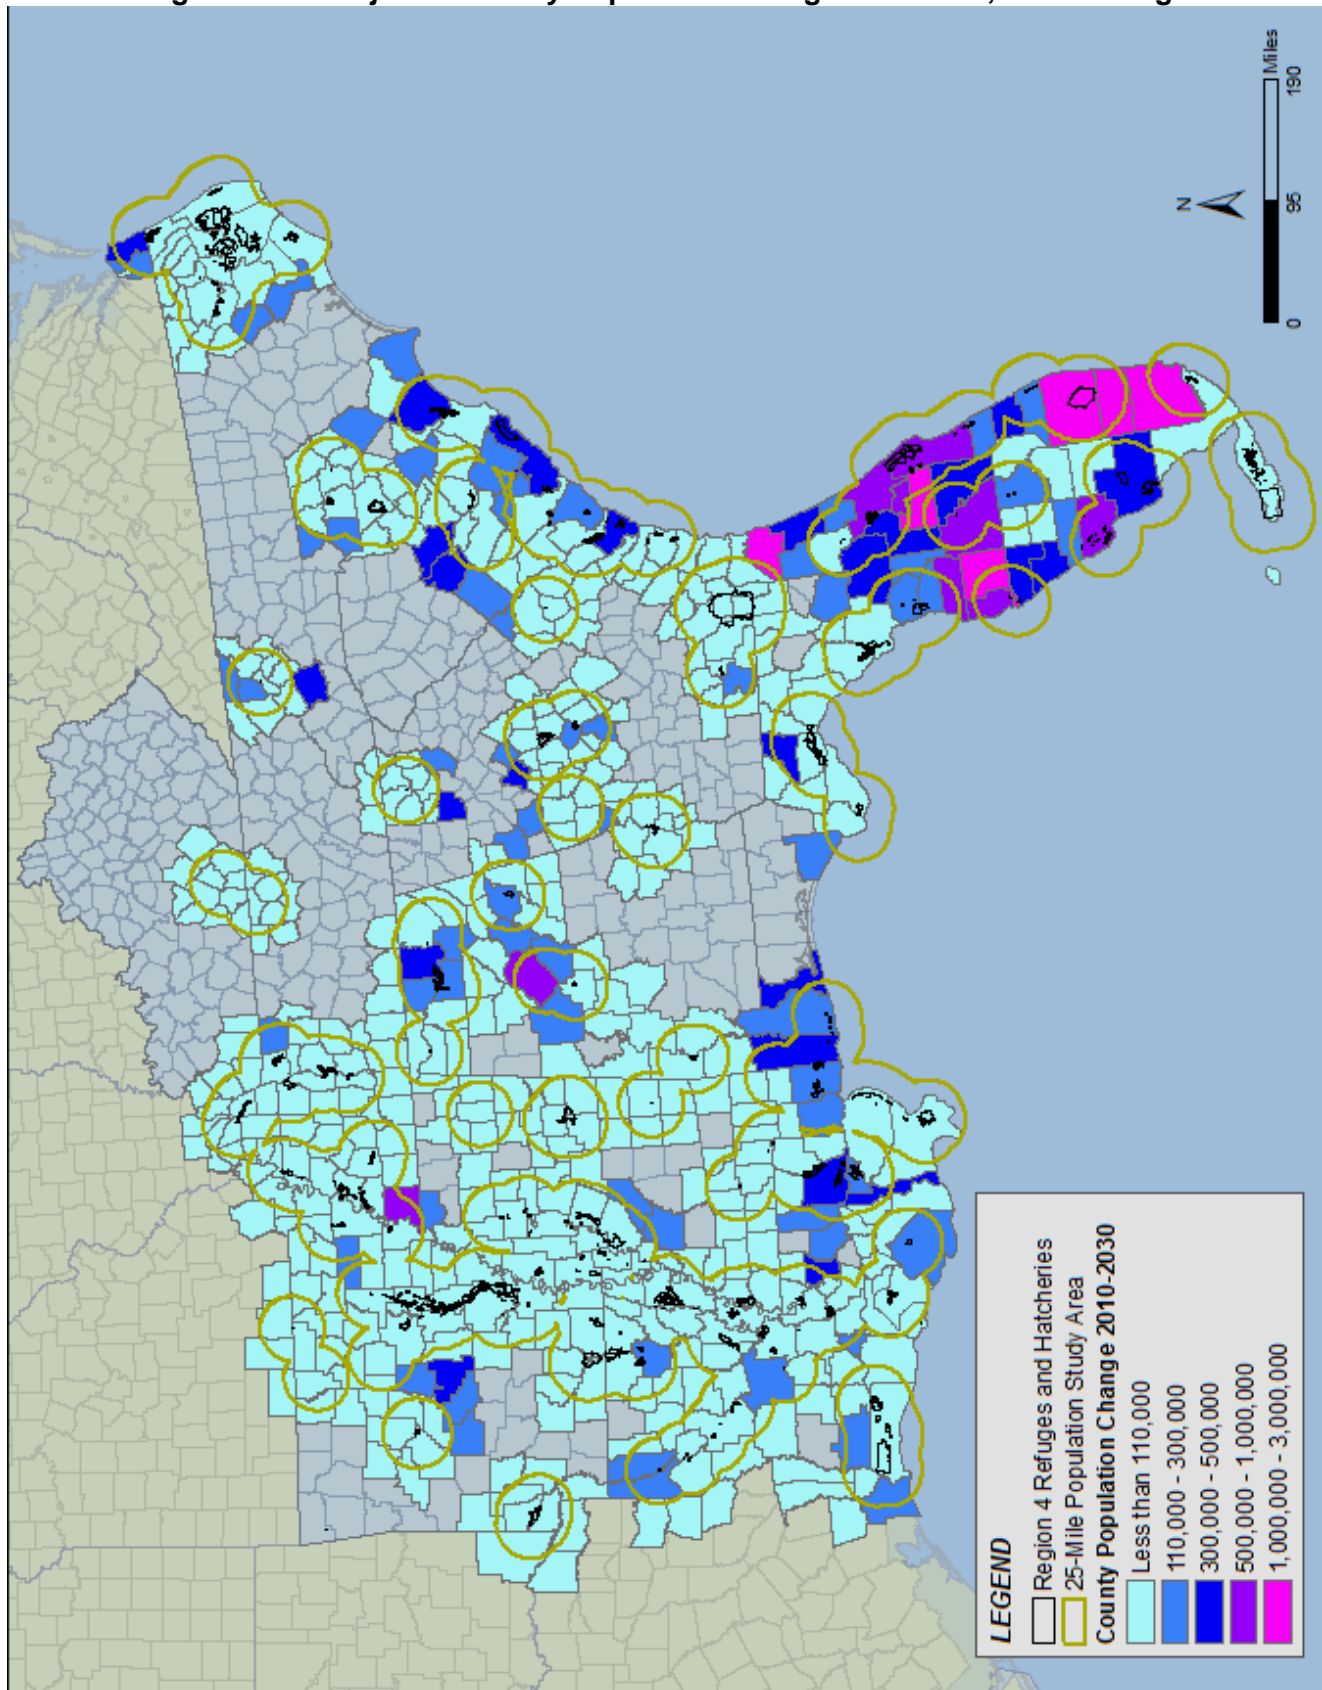 LEGEND
Region 4 Refuges and Hatcheries
25-Mile Population Study Area
County Population Change 2010-2030
Less than 110,000
110,000 - 300,000
300,000 - 500,000
500,000 - 1,000,000
1,000,000 - 3,000,000
N
0 95 190 Miles